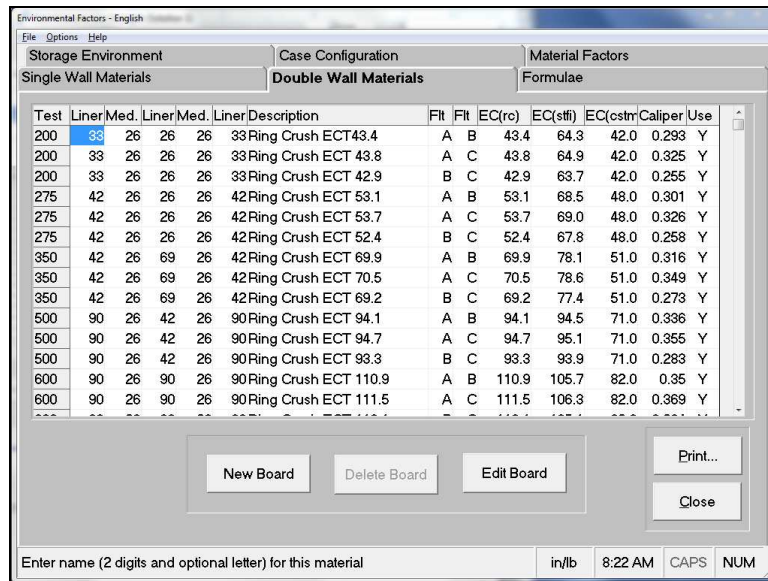 Environmental Factors - English
File Options Help
Storage Environment Case Configuration Material Factors
Single Wall Materials Double Wall Materials Formulae
Test Liner Med. Liner Med. Liner Description Flt Flt EC(rc) EC(stfi) EC(cstm Caliper Use
200 33 26 26 26 33 Ring Crush ECT43.4 A B 43.4 64.3 42.0 0.293 Y
200 33 26 26 26 33 Ring Crush ECT 43.8 A C 43.8 64.9 42.0 0.325 Y
200 33 26 26 26 33 Ring Crush ECT 42.9 B C 42.9 63.7 42.0 0.255 Y
275 42 26 26 26 42 Ring Crush ECT 53.1 A B 53.1 68.5 48.0 0.301 Y
275 42 26 26 26 42 Ring Crush ECT 53.7 A C 53.7 69.0 48.0 0.326 Y
275 42 26 26 26 42 Ring Crush ECT 52.4 B C 52.4 67.8 48.0 0.258 Y
350 42 26 69 26 42 Ring Crush ECT 69.9 A B 69.9 78.1 51.0 0.316 Y
350 42 26 69 26 42 Ring Crush ECT 70.5 A C 70.5 78.6 51.0 0.349 Y
350 42 26 69 26 42 Ring Crush ECT 69.2 B C 69.2 77.4 51.0 0.273 Y
500 90 26 42 26 90 Ring Crush ECT 94.1 A B 94.1 94.5 71.0 0.336 Y
500 90 26 42 26 90 Ring Crush ECT 94.7 A C 94.7 95.1 71.0 0.355 Y
500 90 26 42 26 90 Ring Crush ECT 93.3 B C 93.3 93.9 71.0 0.283 Y
600 90 26 90 26 90 Ring Crush ECT 110.9 A B 110.9 105.7 82.0 0.35 Y
600 90 26 90 26 90 Ring Crush ECT 111.5 A C 111.5 106.3 82.0 0.369 Y
New Board Delete Board Edit Board Print...
Close
Enter name (2 digits and optional letter) for this material in/lb 8:22 AM CAPS NUM